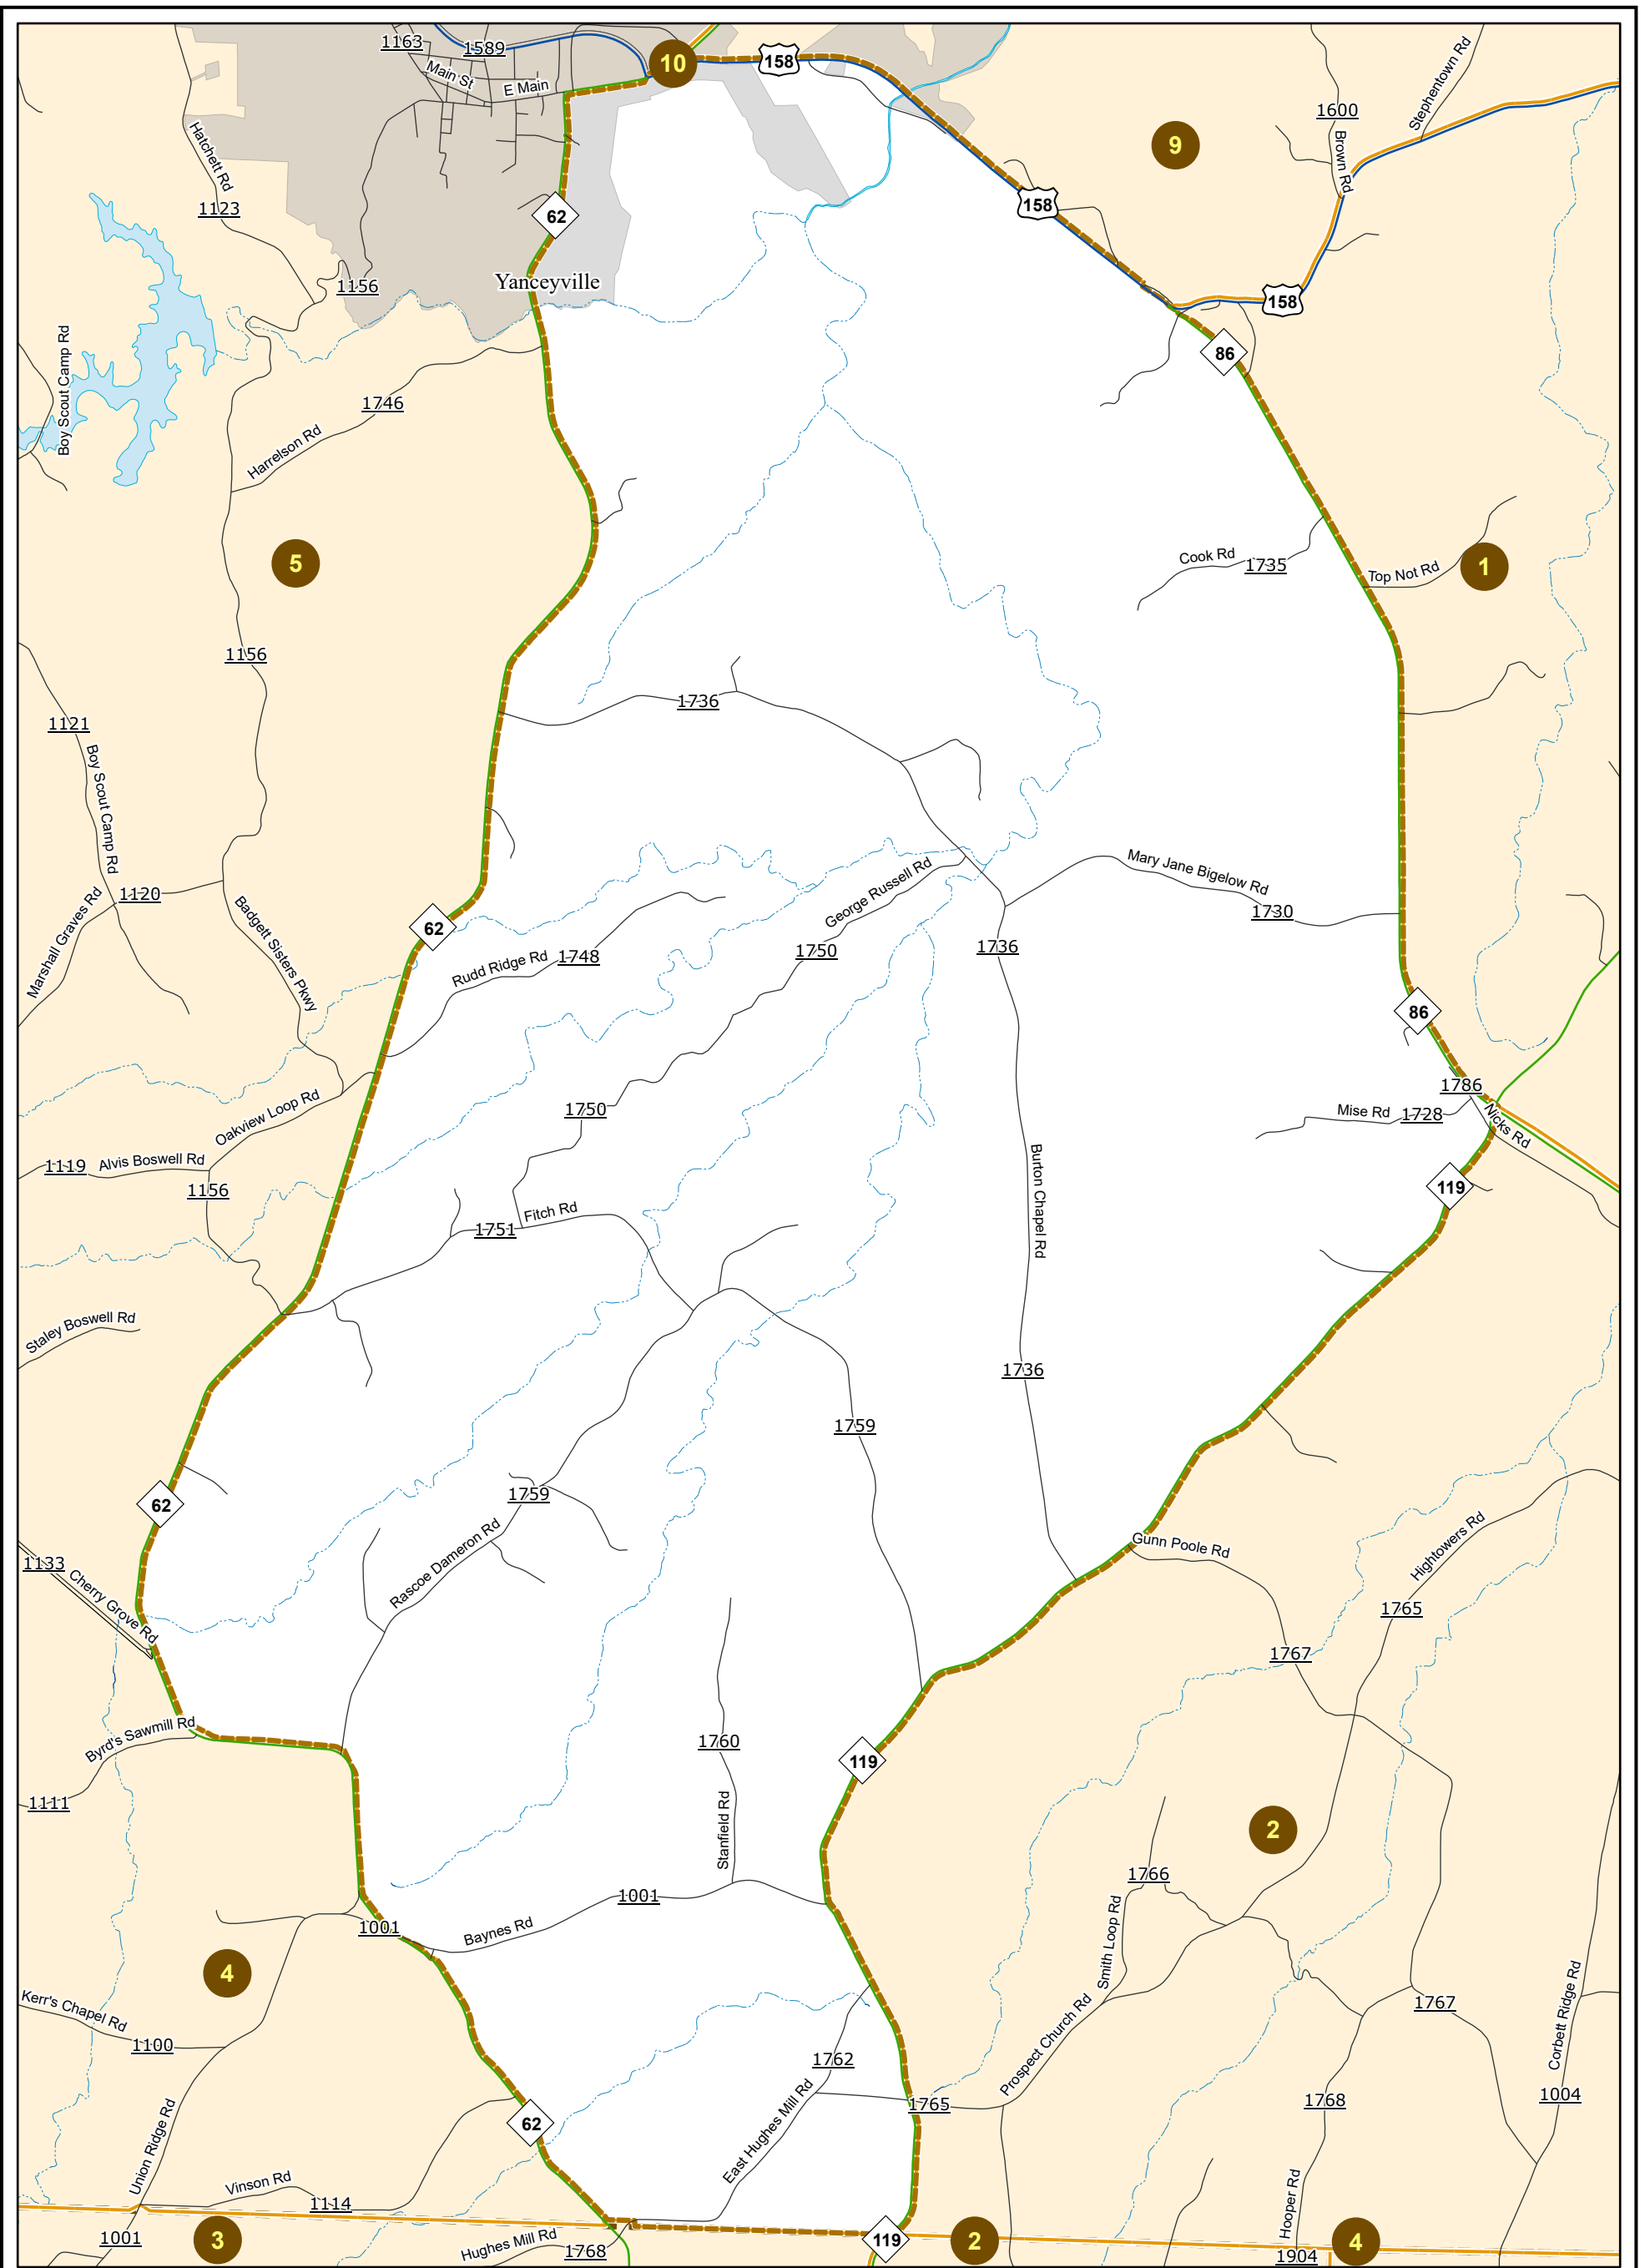 1163
1589
10
158
Main St
E Main
Stephentown Rd
1600
9
Hatchett Rd
Brown Rd
158
1123
62
Yanceyville
1156
158
Boy Scout Camp Rd
86
1746
Harrelson Rd
5
Cook Rd
1735
Top Not Rd
1
1156
1736
1121
Boy Scout Camp Rd
Mary Jane Bigelow Rd
1120
George Russell Rd
1730
Marshall Graves Rd
Badgett Sisters Pkwy
62
1736
1750
Rudd Ridge Rd
1748
86
1786
Oakview Loop Rd
1750
Mise Rd
1728
Nicks Rd
1119
Alvis Boswell Rd
1156
119
Burton Chapel Rd
Fitch Rd
1751
Staley Boswell Rd
1736
1759
62
1759
Gunn Poole Rd
Hightowers Rd
1133
Cherry Grove Rd
Rascoe Dameron Rd
1765
1767
Byrd's Sawmill Rd
1760
119
1111
Stanfield Rd
2
1766
1001
1001
Baynes Rd
Smith Loop Rd
4
Kerr's Chapel Rd
1767
Corbett Ridge Rd
1100
Prospect Church Rd
1762
1765
1768
1004
62
East Hughes Mill Rd
Union Ridge Rd
Vinson Rd
1114
Hooper Rd
1001
3
Hughes Mill Rd
1768
119
2
4
1904